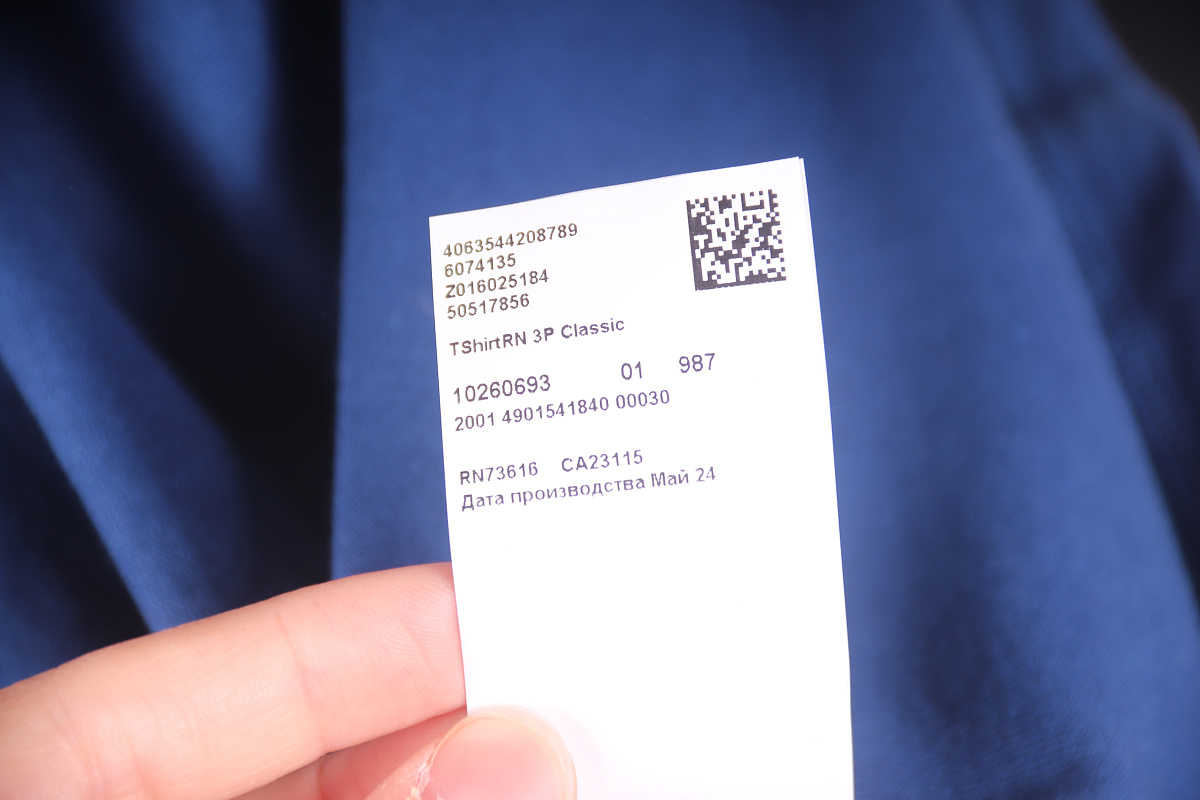 4063544208789
6074135
Z016025184
50517856
TShirtRN 3P Classic
10260693 01 987
2001 4901541840 00030
RN73616 CA23115
Дата производства Май 24